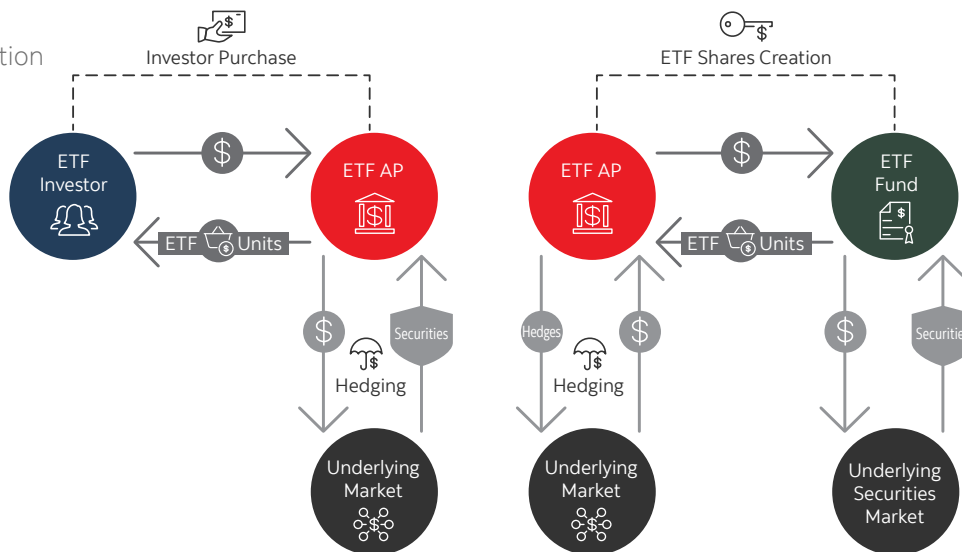 Investor Purchase
ETF Shares Creation
ETF
Investor
$
ETF AP
$
ETF Units
$
ETF AP
$
ETF
Fund
$
ETF Units
$
$
Securities
$
Hedging
Hedges
$
$
Hedging
$
Underlying
Market
$
Underlying
Market
$
Underlying
Securities
Market